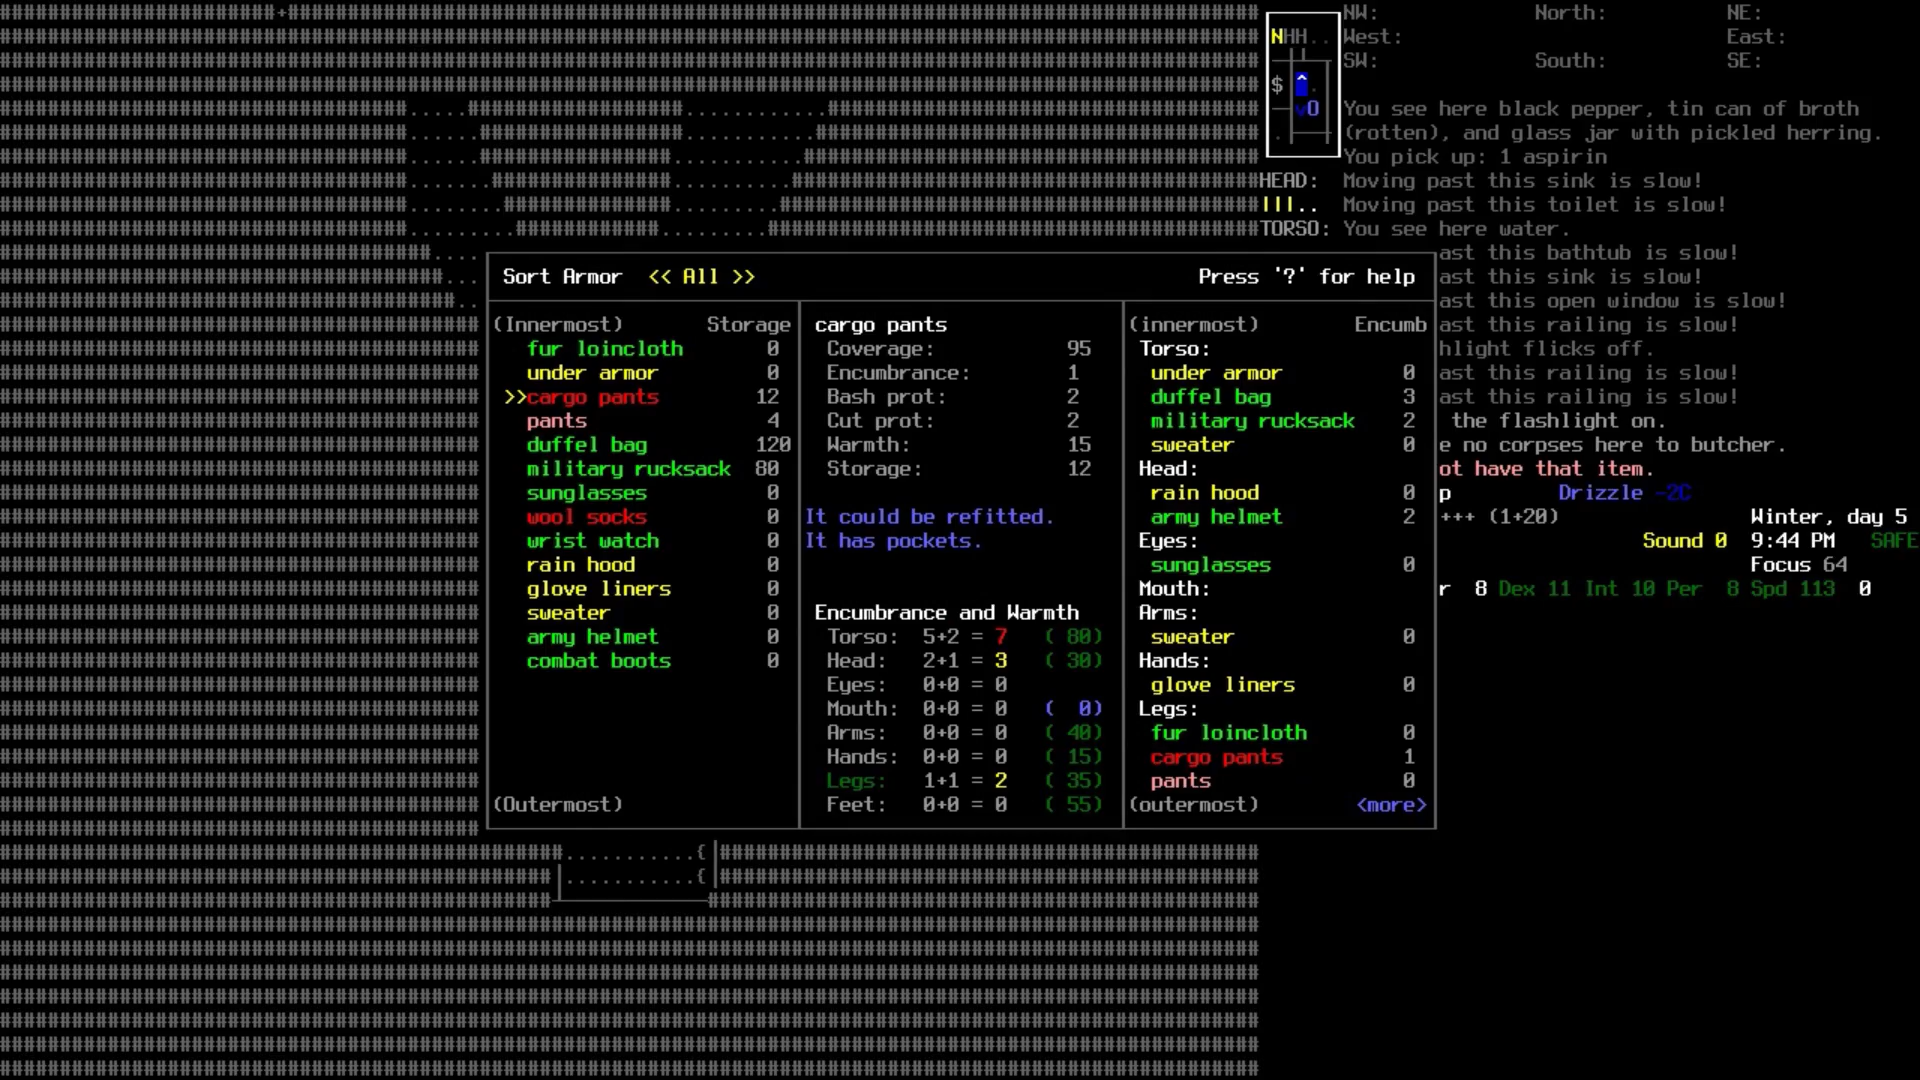 NW: North: NE:
NHH.. West: East:
SW: South: SE:
$ ^ .
vO You see here black pepper, tin can of broth
(rotten), and glass jar with pickled herring.
You pick up: 1 aspirin
HEAD: Moving past this sink is slow!
|||.. Moving past this toilet is slow!
TORSO: You see here water.
ast this bathtub is slow!
Sort Armor << All >> Press '?' for help
ast this sink is slow!
ast this open window is slow!
(Innermost) Storage
fur loincloth 0
under armor 0
>>cargo pants 12
pants 4
duffel bag 120
military rucksack 80
sunglasses 0
wool socks 0
wrist watch 0
rain hood 0
glove liners 0
sweater 0
army helmet 0
combat boots 0
(Outermost)
cargo pants
Coverage: 95
Encumbrance: 1
Bash prot: 2
Cut prot: 2
Warmth: 15
Storage: 12
It could be refitted.
It has pockets.
Encumbrance and Warmth
Torso: 5+2 = 7 ( 80)
Head: 2+1 = 3 ( 30)
Eyes: 0+0 = 0
Mouth: 0+0 = 0 ( 0)
Arms: 0+0 = 0 ( 40)
Hands: 0+0 = 0 ( 15)
Legs: 1+1 = 2 ( 35)
Feet: 0+0 = 0 ( 55)
(innermost) Encumb
Torso:
under armor 0
duffel bag 3
military rucksack 2
sweater 0
Head:
rain hood 0
army helmet 2
Eyes:
sunglasses 0
Mouth:
Arms:
sweater 0
Hands:
glove liners 0
Legs:
fur loincloth 0
cargo pants 1
pants 0
(outermost) <more>
ast this railing is slow!
hlight flicks off.
ast this railing is slow!
ast this railing is slow!
the flashlight on.
e no corpses here to butcher.
ot have that item.
p Drizzle -2C
+++ (1+20) Winter, day 5
Sound 0 9:44 PM SAFE
Focus 64
r 8 Dex 11 Int 10 Per 8 Spd 113 0